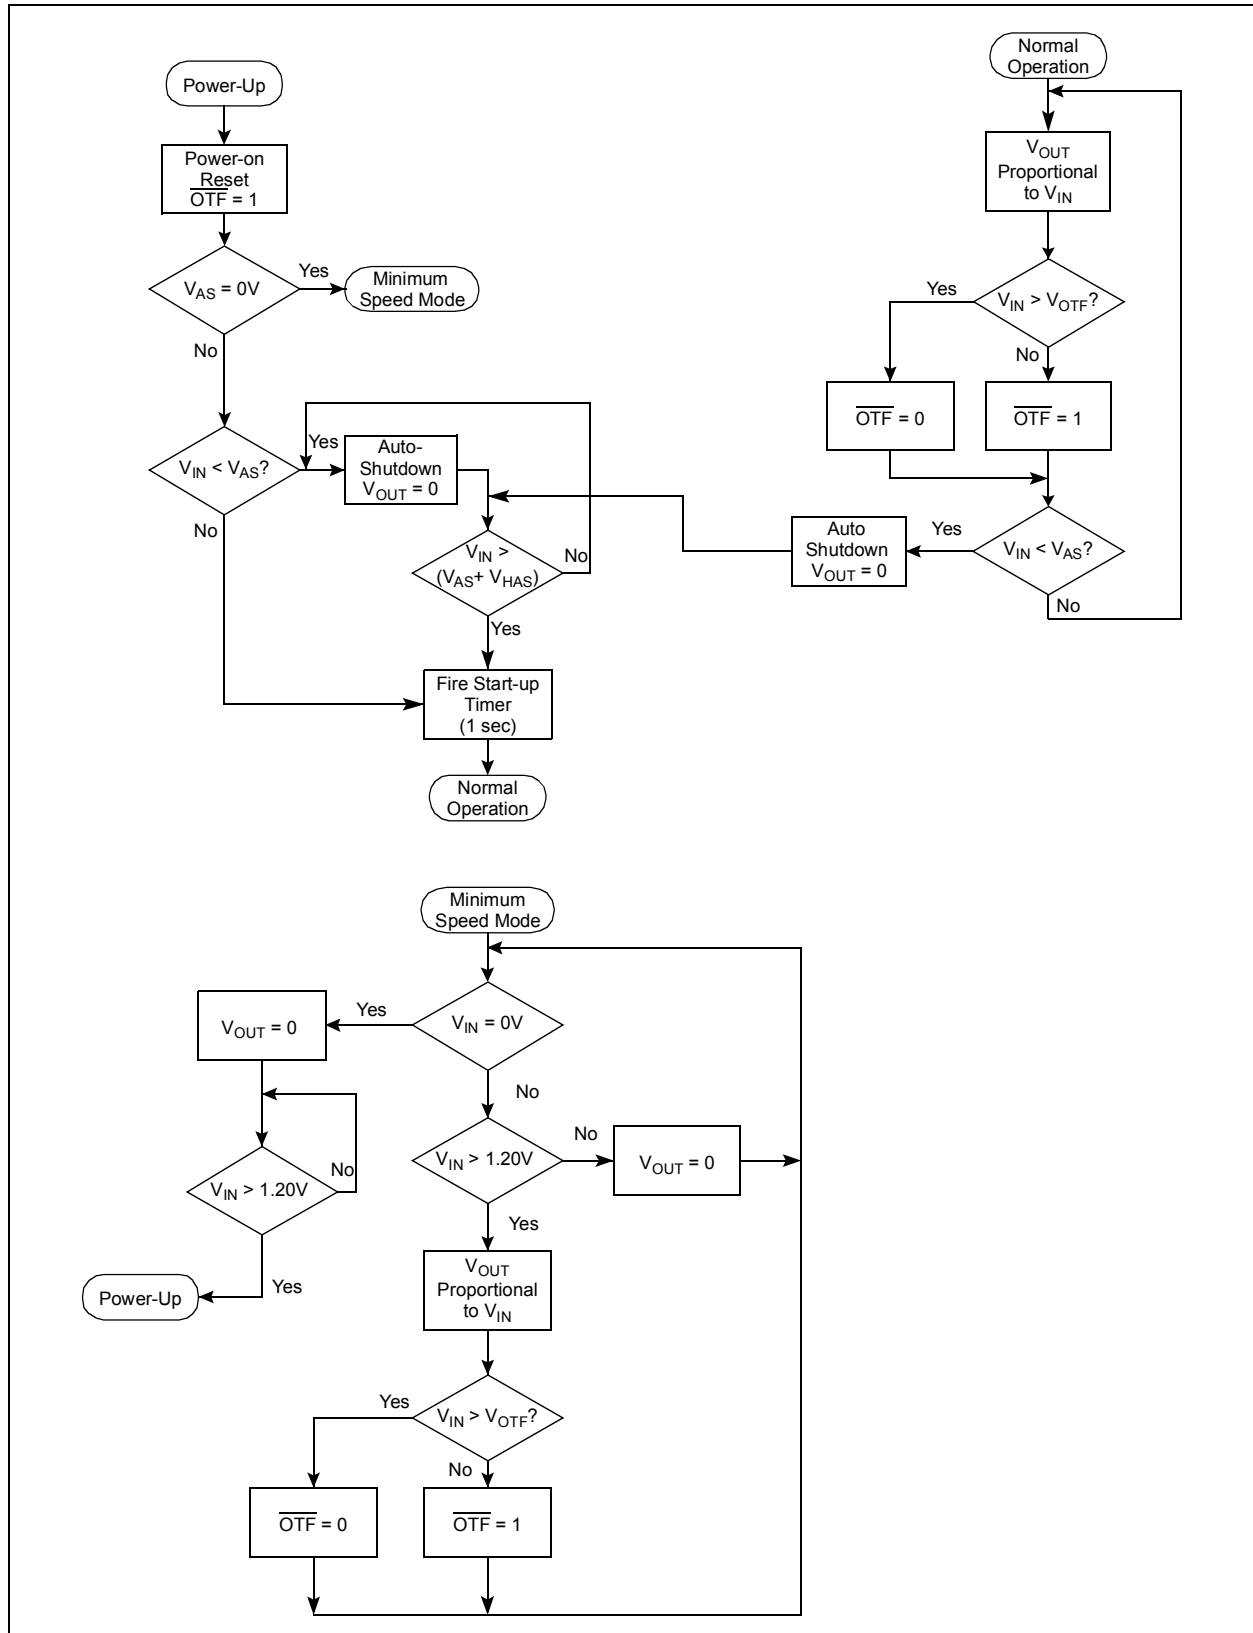 Power-Up
Power-on
Reset
OTF = 1
VAS = 0V
Yes
Minimum
Speed Mode
No
VIN < VAS?
Yes
Auto-
Shutdown
VOUT = 0
No
VIN >
(VAS+ VHAS)
No
Yes
Fire Start-up
Timer
(1 sec)
Normal
Operation
Normal
Operation
VOUT
Proportional
to VIN
VIN > VOTF?
Yes
No
OTF = 0
OTF = 1
VIN < VAS?
Yes
Auto
Shutdown
VOUT = 0
No
Minimum
Speed Mode
VIN = 0V
Yes
VOUT = 0
No
VIN > 1.20V
No
VOUT = 0
VIN > 1.20V
No
Yes
Power-Up
Yes
VOUT
Proportional
to VIN
VIN > VOTF?
Yes
No
OTF = 0
OTF = 1